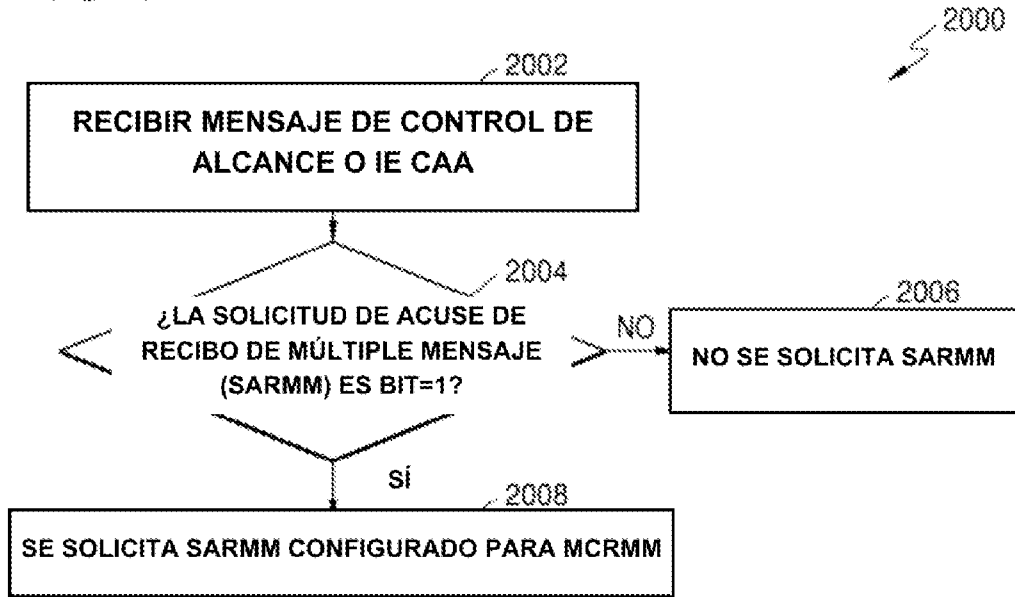 2000
2002
RECIBIR MENSAJE DE CONTROL DE
ALCANCE O IE CAA
2004
¿LA SOLICITUD DE ACUSE DE
RECIBO DE MÚLTIPLE MENSAJE
(SARMM) ES BIT=1?
NO
2006
NO SE SOLICITA SARMM
SÍ
2008
SE SOLICITA SARMM CONFIGURADO PARA MCRMM